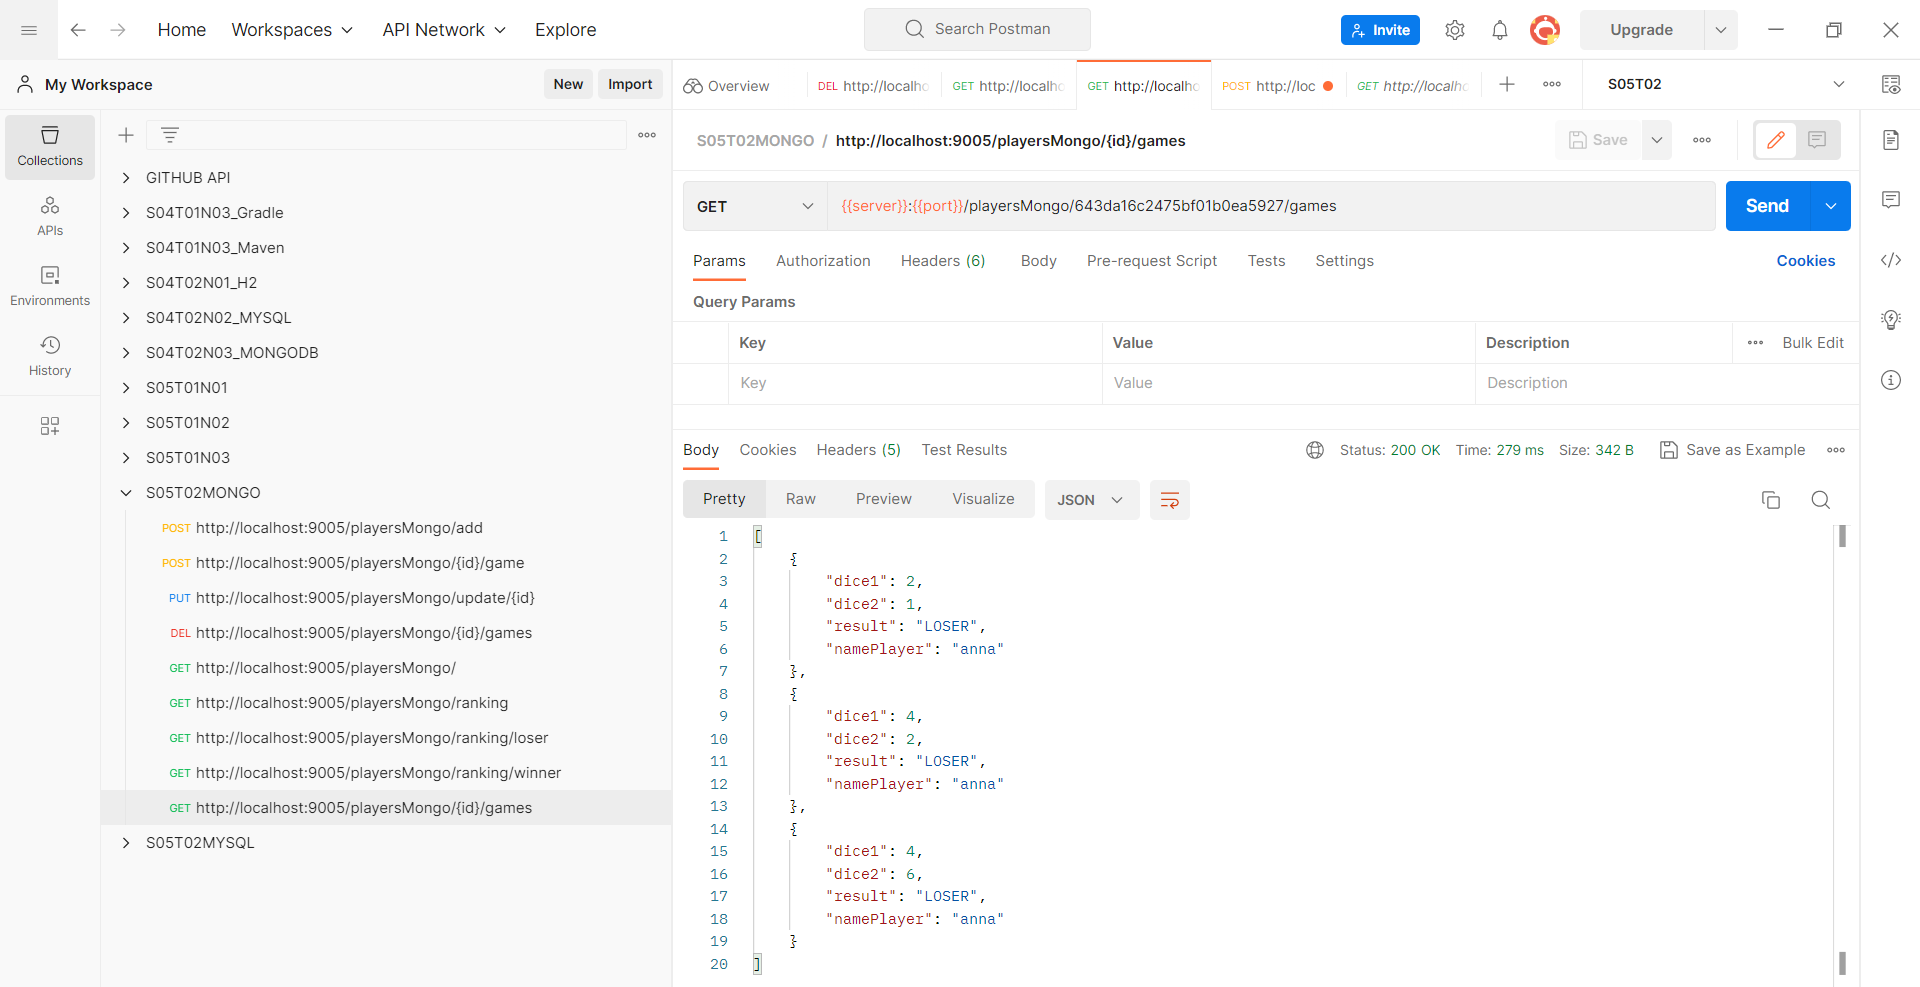 Home
Workspaces
API Network
Explore
Search Postman
Invite
Upgrade
My Workspace
New
Import
Overview
DEL http://localho
GET http://localhc
GET http://localho
POST http://loc
GET http://localhc
S05T02
Collections
APIs
Environments
History
GITHUB API
S04T01N03_Gradle
S04T01N03_Maven
S04T02N01_H2
S04T02N02_MYSQL
S04T02N03_MONGODB
S05T01N01
S05T01N02
S05T01N03
S05T02MONGO
POST http://localhost:9005/playersMongo/add
POST http://localhost:9005/playersMongo/{id}/game
PUT http://localhost:9005/playersMongo/update/{id}
DEL http://localhost:9005/playersMongo/{id}/games
GET http://localhost:9005/playersMongo/
GET http://localhost:9005/playersMongo/ranking
GET http://localhost:9005/playersMongo/ranking/loser
GET http://localhost:9005/playersMongo/ranking/winner
GET http://localhost:9005/playersMongo/{id}/games
S05T02MYSQL
S05T02MONGO / http://localhost:9005/playersMongo/{id}/games
Save
GET
{{server}}:{{port}}/playersMongo/643da16c2475bf01b0ea5927/games
Send
Params
Authorization
Headers (6)
Body
Pre-request Script
Tests
Settings
Cookies
Query Params
Key
Value
Description
Bulk Edit
Key
Value
Description
Body
Cookies
Headers (5)
Test Results
Status: 200 OK
Time: 279 ms
Size: 342 B
Save as Example
Pretty
Raw
Preview
Visualize
JSON
1 [
2 {
3 "dice1": 2,
4 "dice2": 1,
5 "result": "LOSER",
6 "namePlayer": "anna"
7 },
8 {
9 "dice1": 4,
10 "dice2": 2,
11 "result": "LOSER",
12 "namePlayer": "anna"
13 },
14 {
15 "dice1": 4,
16 "dice2": 6,
17 "result": "LOSER",
18 "namePlayer": "anna"
19 }
20 ]